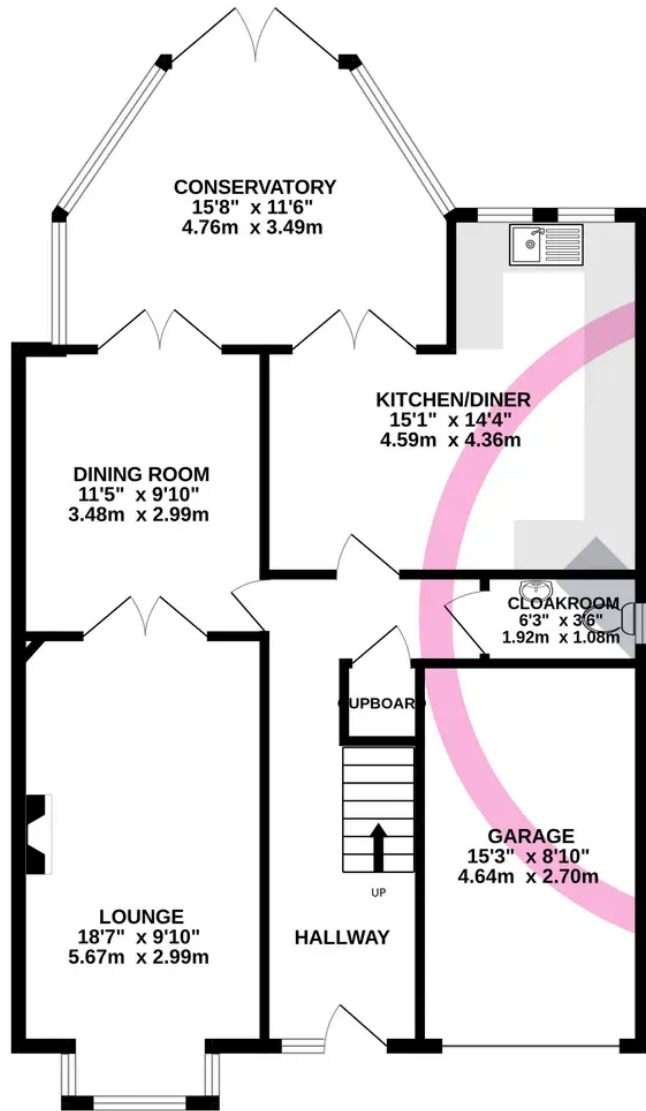 CONSERVATORY
15'8" x 11'6"
4.76m x 3.49m
KITCHEN/DINER
15'1" x 14'4"
4.59m x 4.36m
DINING ROOM
11'5" x 9'10"
3.48m x 2.99m
CLOAKROOM
6'3" x 3'6"
1.92m x 1.08m
CUPBOARD
GARAGE
15'3" x 8'10"
4.64m x 2.70m
UP
LOUNGE
18'7" x 9'10"
5.67m x 2.99m
HALLWAY